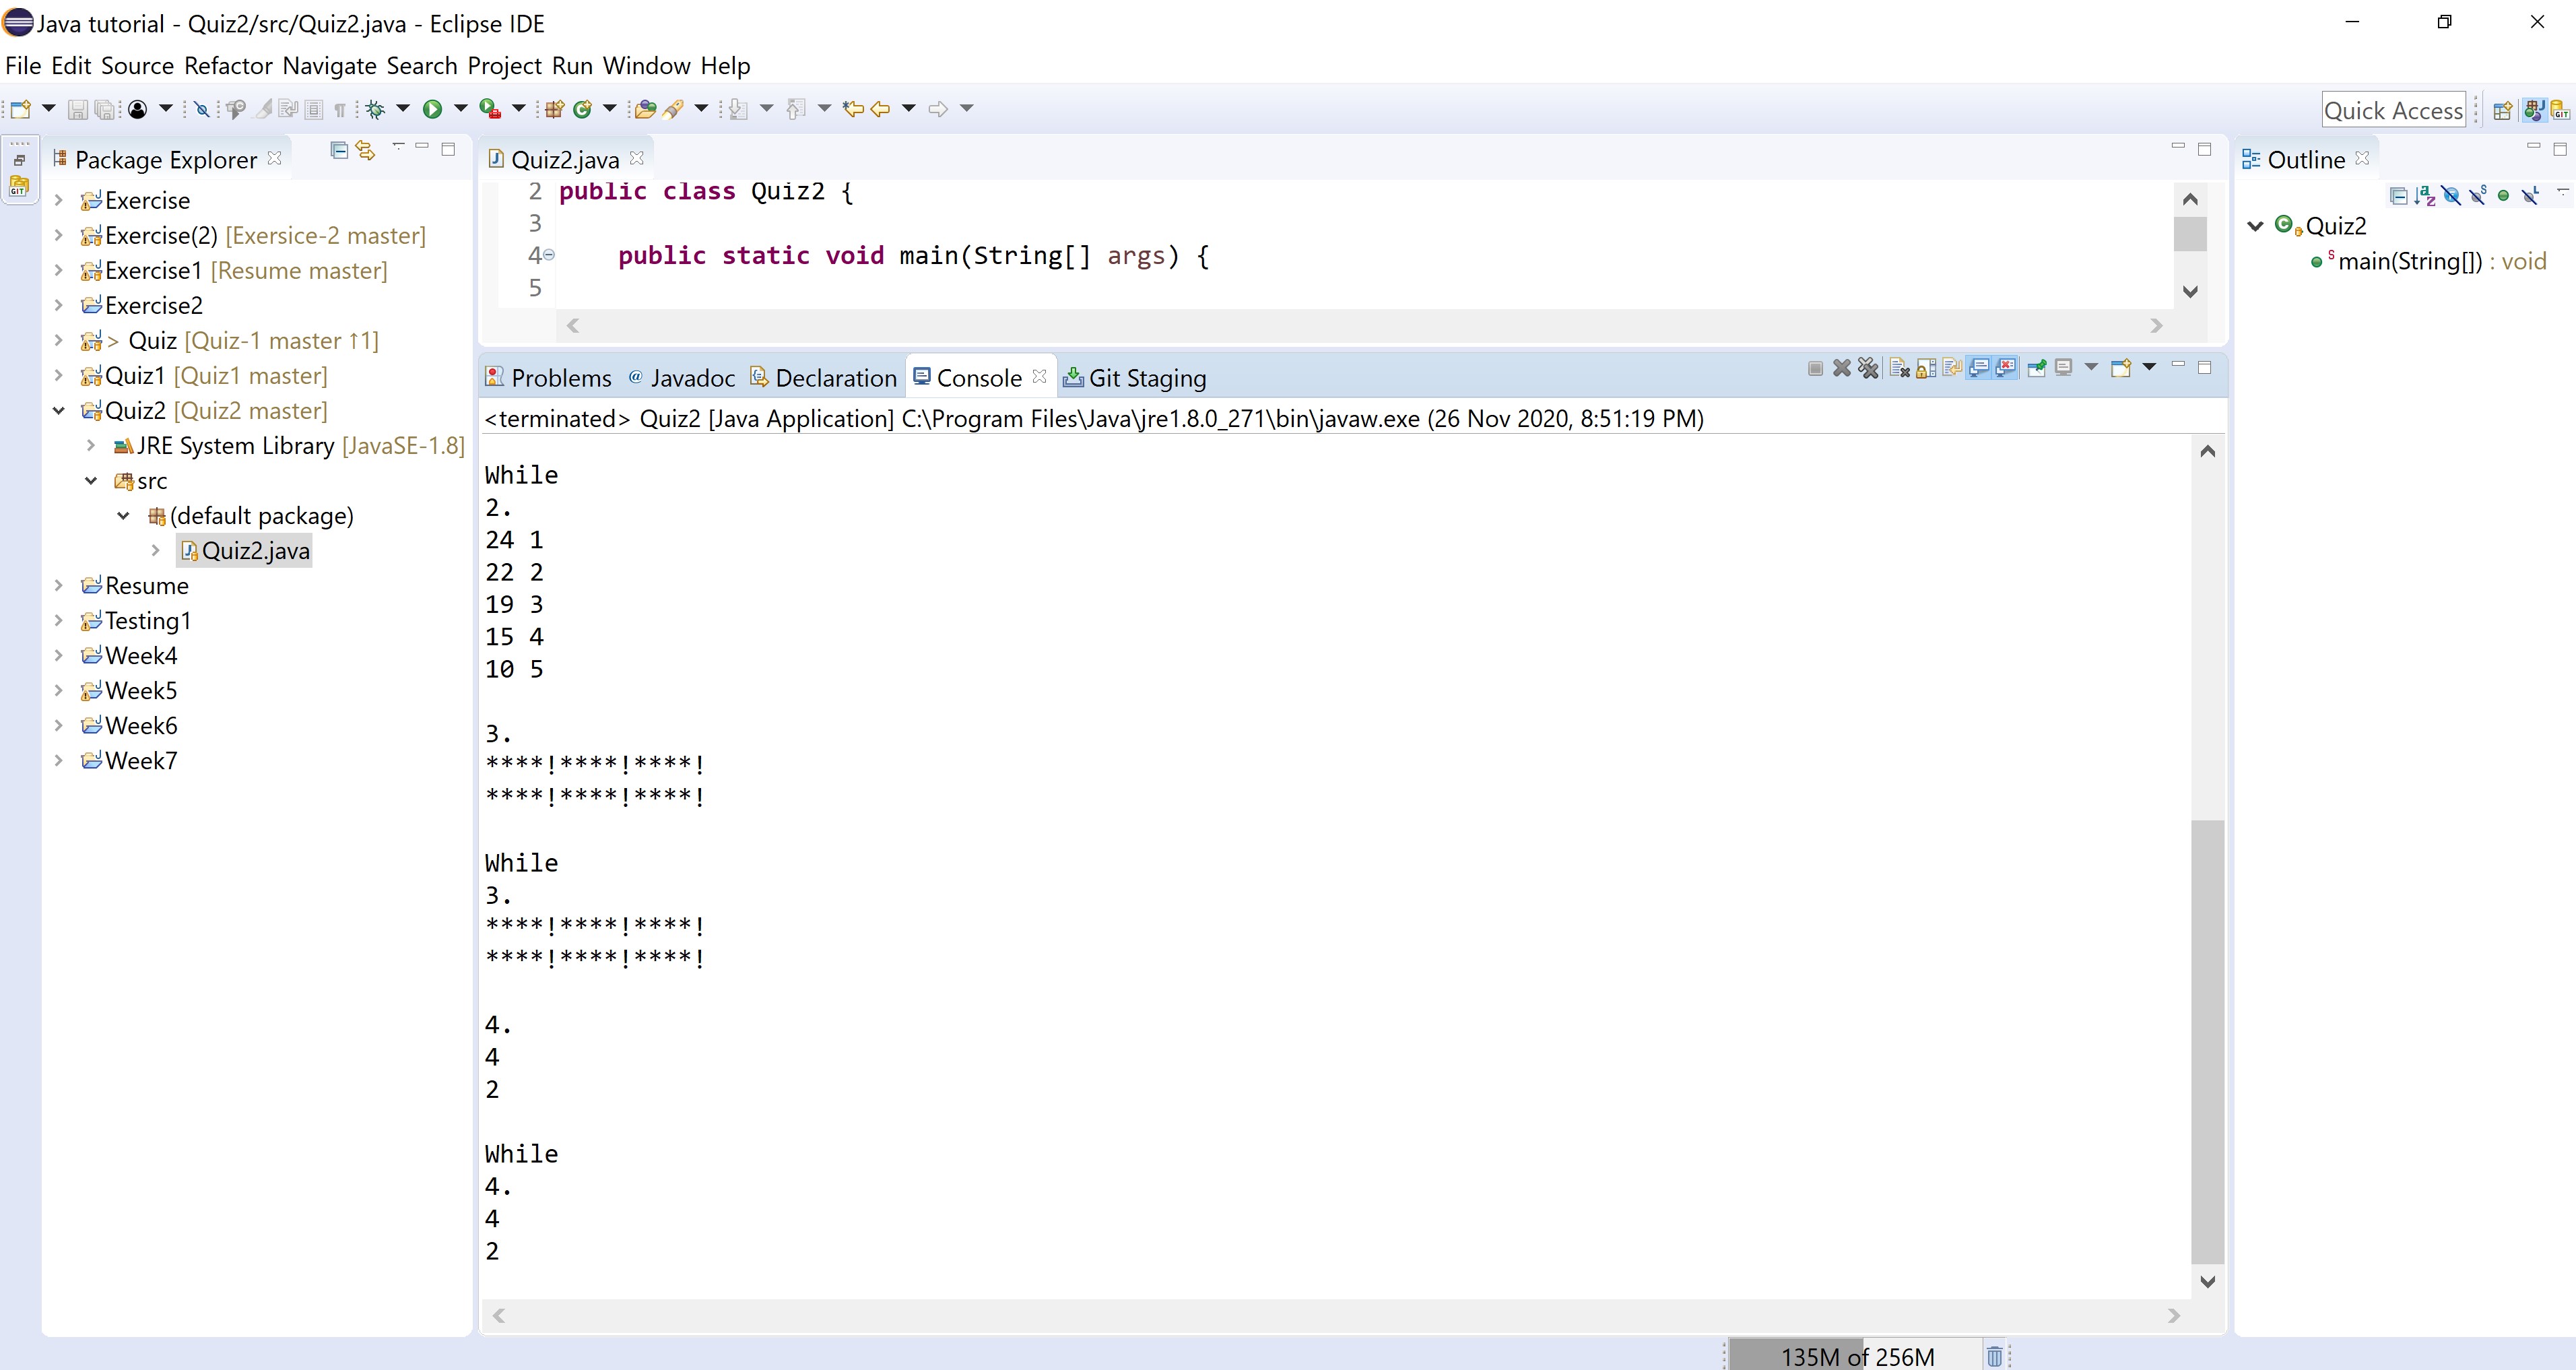 Java tutorial - Quiz2/src/Quiz2.java - Eclipse IDE
File Edit Source Refactor Navigate Search Project Run Window Help
Quick Access
Package Explorer
Exercise
Exercise(2) [Exersice-2 master]
Exercise1 [Resume master]
Exercise2
> Quiz [Quiz-1 master ↑1]
Quiz1 [Quiz1 master]
Quiz2 [Quiz2 master]
JRE System Library [JavaSE-1.8]
src
(default package)
Quiz2.java
Resume
Testing1
Week4
Week5
Week6
Week7
Quiz2.java
2 public class Quiz2 {
3
4 public static void main(String[] args) {
5
Problems @ Javadoc Declaration Console Git Staging
<terminated> Quiz2 [Java Application] C:\Program Files\Java\jre1.8.0_271\bin\javaw.exe (26 Nov 2020, 8:51:19 PM)
While
2.
24 1
22 2
19 3
15 4
10 5
3.
****!****!****!
****!****!****!
While
3.
****!****!****!
****!****!****!
4.
4
2
While
4.
4
2
Outline
Quiz2
main(String[]) : void
135M of 256M